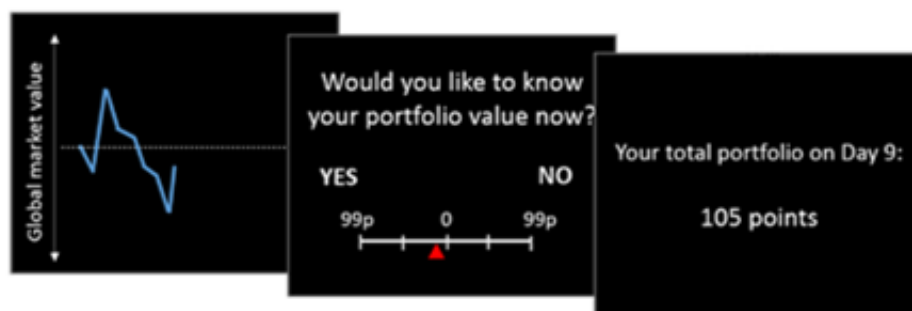 Global market value
Would you like to know
your portfolio value now?
YES NO
99p 0 99p
Your total portfolio on Day 9:
105 points